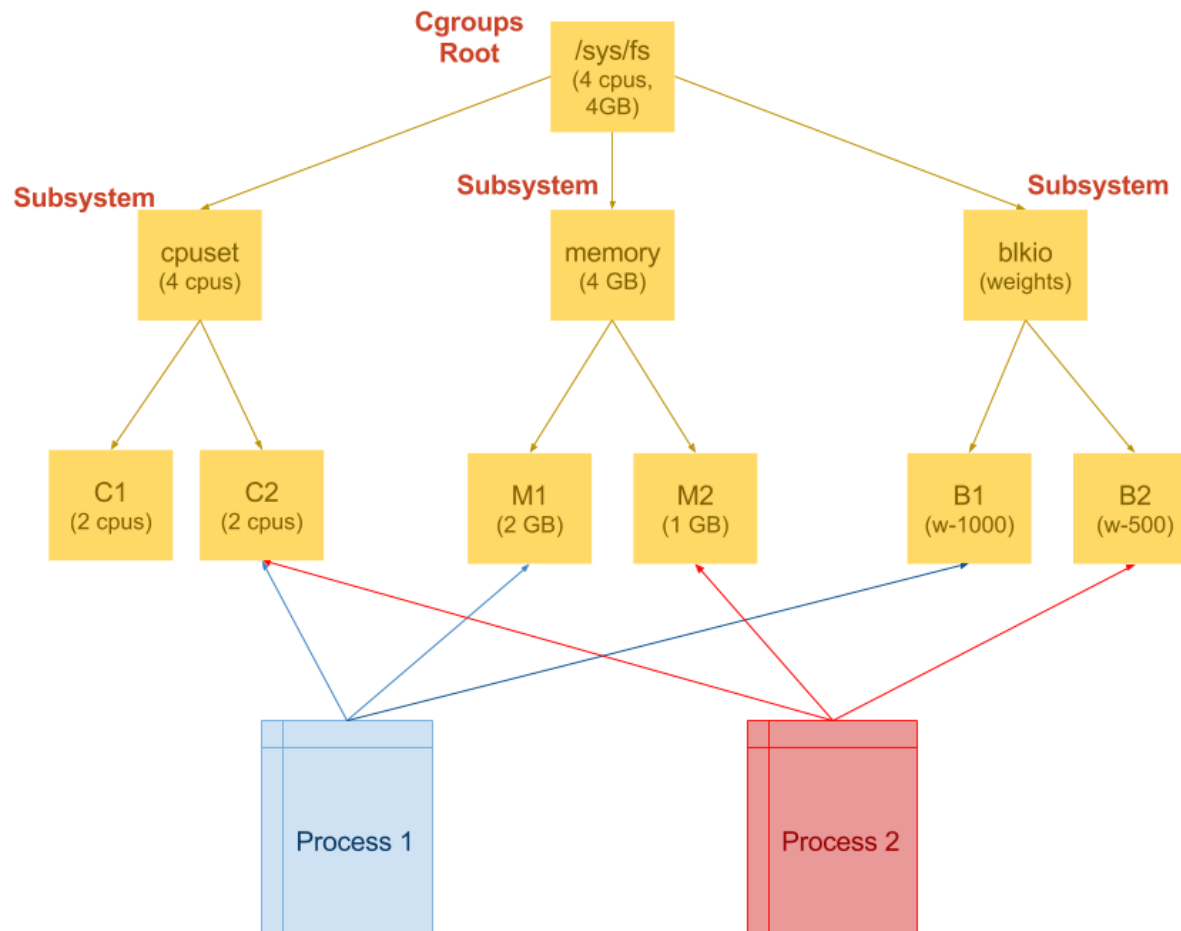 Cgroups
Root
/sys/fs
(4 cpus,
4GB)
Subsystem
Subsystem
Subsystem
cpuset
(4 cpus)
memory
(4 GB)
blkio
(weights)
C1
(2 cpus)
C2
(2 cpus)
M1
(2 GB)
M2
(1 GB)
B1
(w-1000)
B2
(w-500)
Process 1
Process 2